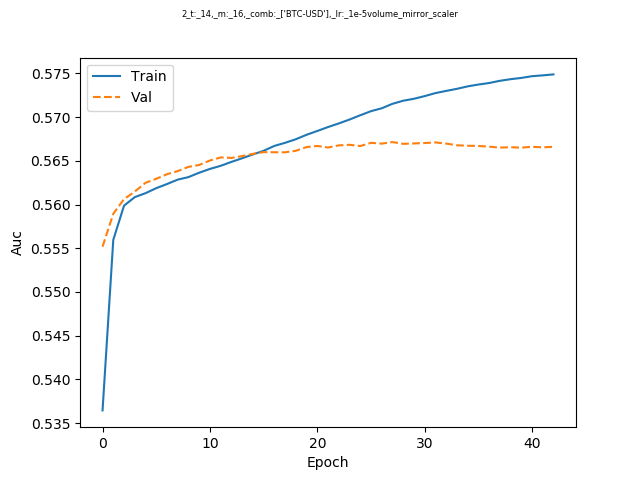 2_t:_14,_m:_16,_comb:_['BTC-USD'],_lr:_1e-5volume_mirror_scaler
Train
Val
0.575
0.570
0.565
0.560
0.555
0.550
0.545
0.540
0.535
Auc
0 10 20 30 40
Epoch